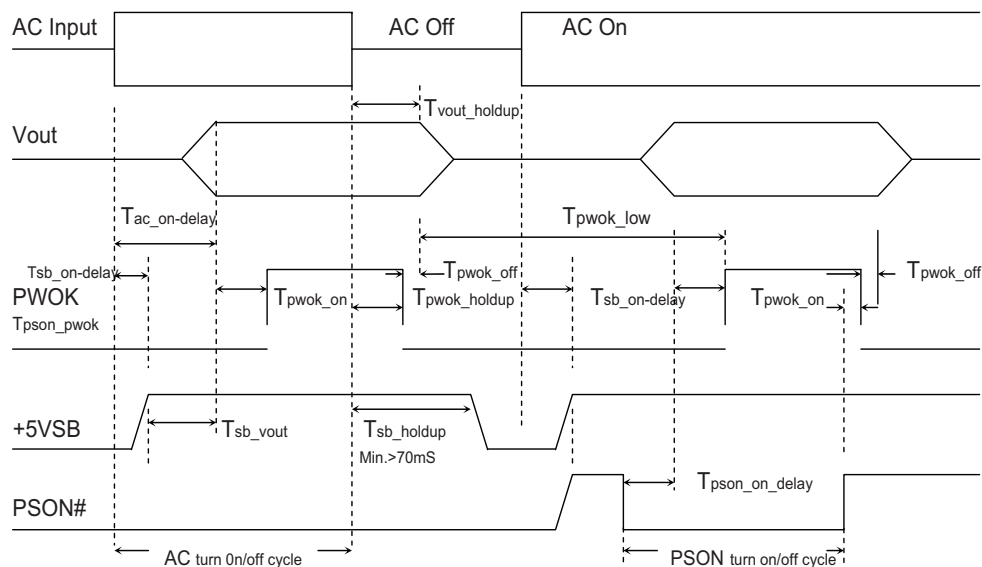 AC Input
AC Off
AC On
Tvout_holdup
Vout
Tac_on-delay
Tpwok_low
Tsb_on-delay
Tpwok_off
Tpwok_off
PWOK
Tpwok_on
Tpwok_holdup
Tsb_on-delay
Tpwok_on
Tpson_pwok
+5VSB
Tsb_vout
Tsb_holdup
Min.>70mS
Tpson_on_delay
PSON#
AC turn 0n/off cycle
PSON turn on/off cycle